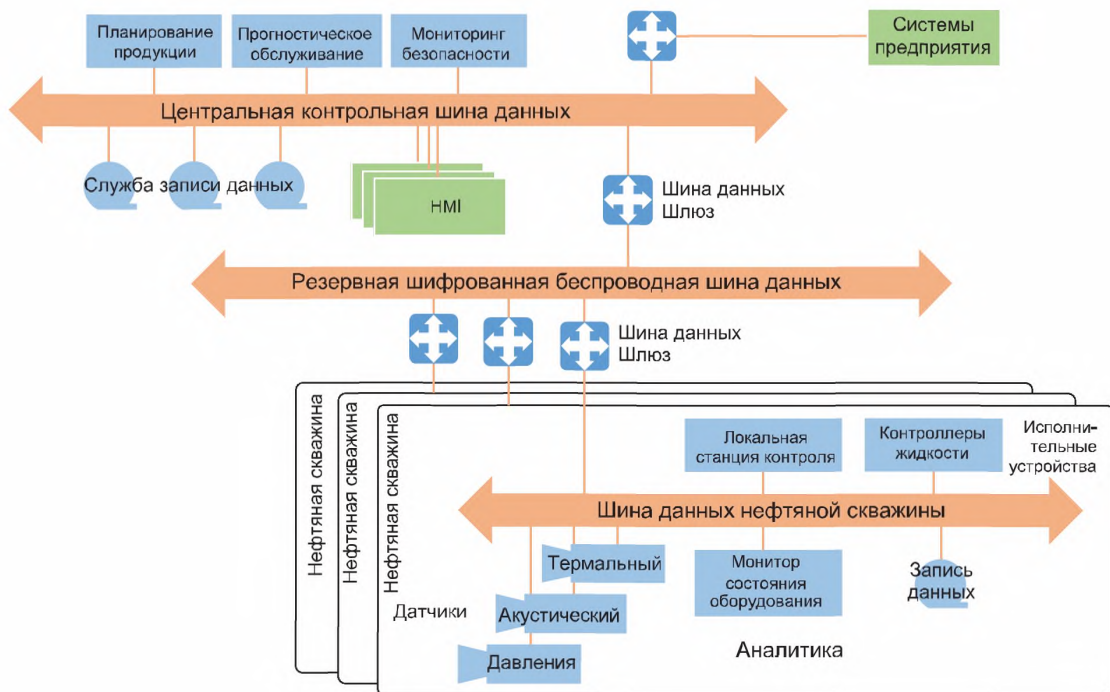 Планирование
продукции
Прогностическое
обслуживание
Мониторинг
безопасности
Системы
предприятия
Центральная контрольная шина данных
Служба записи данных
HMI
Шина данных
Шлюз
Резервная шифрованная беспроводная шина данных
Шина данных
Шлюз
Нефтяная скважина
Нефтяная скважина
Нефтяная скважина
Локальная
станция контроля
Контроллеры
жидкости
Исполни-
тельные
устройства
Шина данных нефтяной скважины
Датчики
Термальный
Акустический
Давления
Монитор
состояния
оборудования
Запись
данных
Аналитика